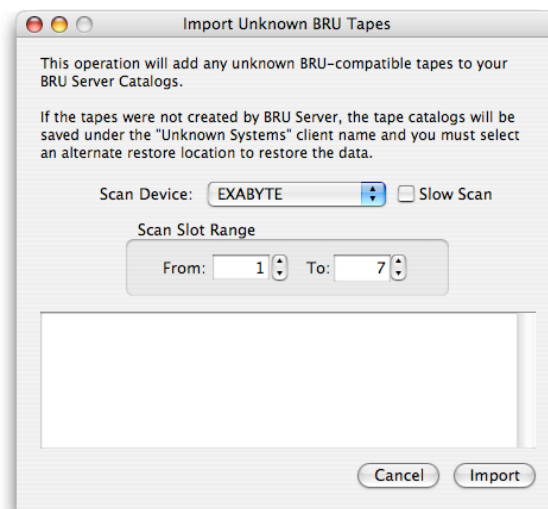 Import Unknown BRU Tapes
This operation will add any unknown BRU-compatible tapes to your
BRU Server Catalogs.
If the tapes were not created by BRU Server, the tape catalogs will be
saved under the "Unknown Systems" client name and you must select
an alternate restore location to restore the data.
Scan Device: EXABYTE Slow Scan
Scan Slot Range
From: 1 To: 7
Cancel Import